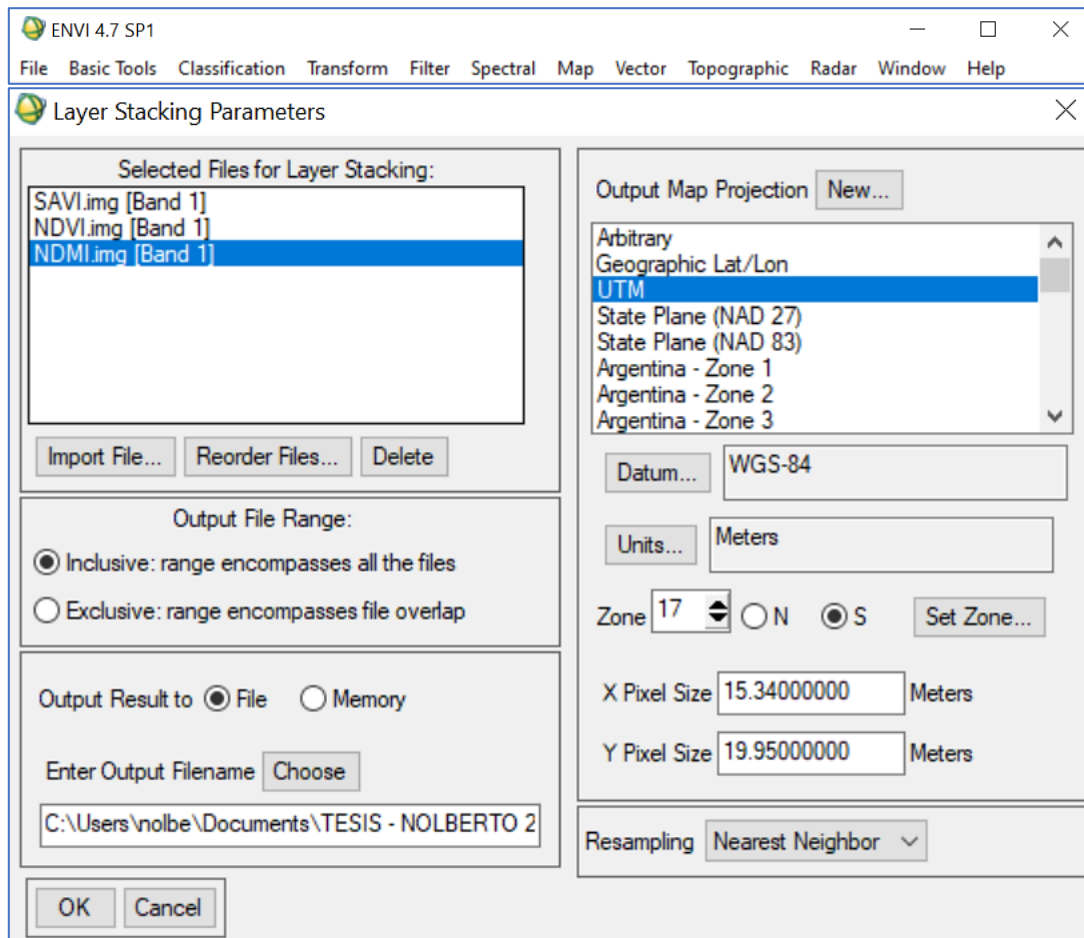 ENVI 4.7 SP1
File Basic Tools Classification Transform Filter Spectral Map Vector Topographic Radar Window Help
Layer Stacking Parameters
Selected Files for Layer Stacking:
SAVI.img [Band 1]
NDVI.img [Band 1]
NDMI.img [Band 1]
Import File... Reorder Files... Delete
Output File Range:
Inclusive: range encompasses all the files
Exclusive: range encompasses file overlap
Output Result to File Memory
Enter Output Filename Choose
C:\Users\nolbe\Documents\TESIS - NOLBERTO 2
OK Cancel
Output Map Projection New...
Arbitrary
Geographic Lat/Lon
UTM
State Plane (NAD 27)
State Plane (NAD 83)
Argentina - Zone 1
Argentina - Zone 2
Argentina - Zone 3
Datum... WGS-84
Units... Meters
Zone 17 N S Set Zone...
X Pixel Size 15.34000000 Meters
Y Pixel Size 19.95000000 Meters
Resampling Nearest Neighbor